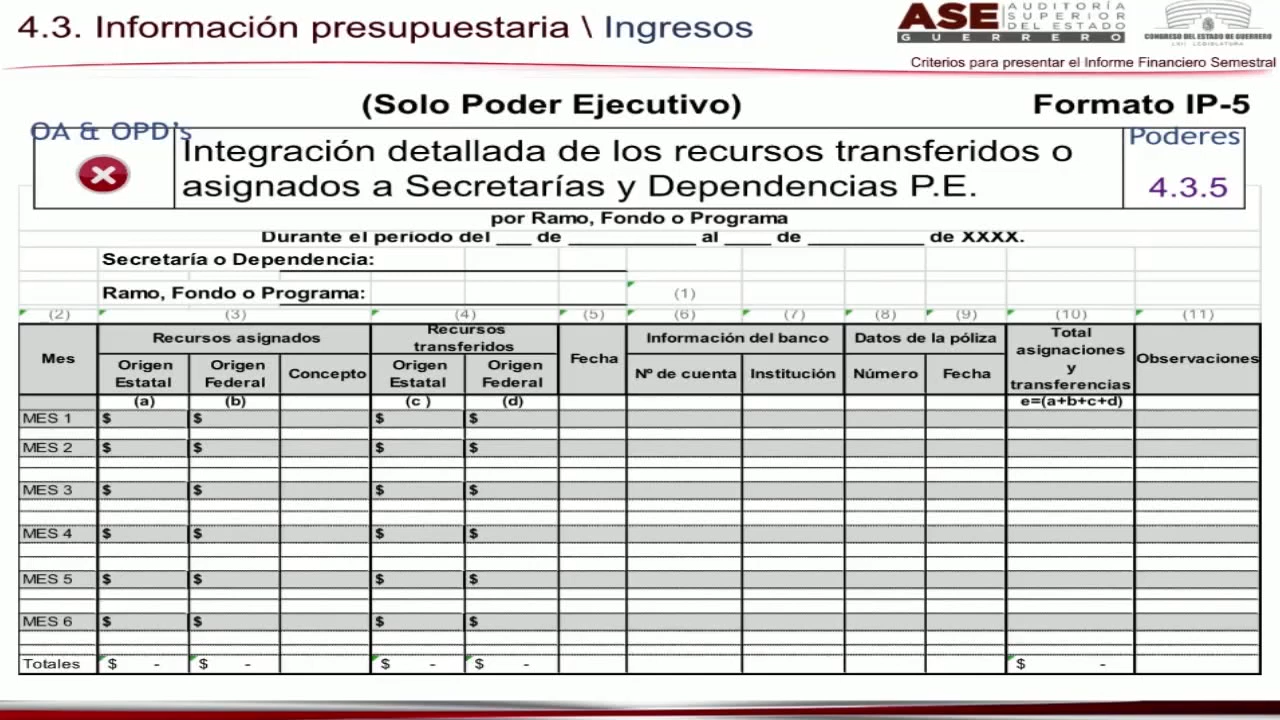 4.3. Información presupuestaria \ Ingresos
ASE AUDITORÍA SUPERIOR DEL ESTADO
GUERRERO
CONGRESO DEL ESTADO DE GUERRERO
LXII LEGISLATURA
Criterios para presentar el Informe Financiero Semestral
(Solo Poder Ejecutivo) Formato IP-5
OA & OPD's Poderes
Integración detallada de los recursos transferidos o
asignados a Secretarías y Dependencias P.E. 4.3.5
por Ramo, Fondo o Programa
Durante el período del ___ de ___________ al ____ de __________ de XXXX.
Secretaría o Dependencia:
Ramo, Fondo o Programa: (1)
(2) (3) (4) (5) (6) (7) (8) (9) (10) (11)
Mes Recursos asignados Recursos transferidos Fecha Información del banco Datos de la póliza Total asignaciones y transferencias Observaciones
Origen Estatal Origen Federal Concepto Origen Estatal Origen Federal Nº de cuenta Institución Número Fecha
(a) (b) (c ) (d) e=(a+b+c+d)
MES 1 $ $ $ $
MES 2 $ $ $ $
MES 3 $ $ $ $
MES 4 $ $ $ $
MES 5 $ $ $ $
MES 6 $ $ $ $
Totales $ - $ - $ - $ - $ -